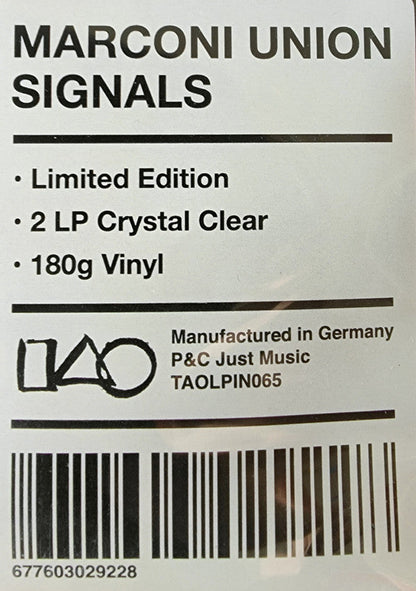 MARCONI UNION
SIGNALS
· Limited Edition
· 2 LP Crystal Clear
· 180g Vinyl
Manufactured in Germany
P&C Just Music
TAOLPIN065
677603029228